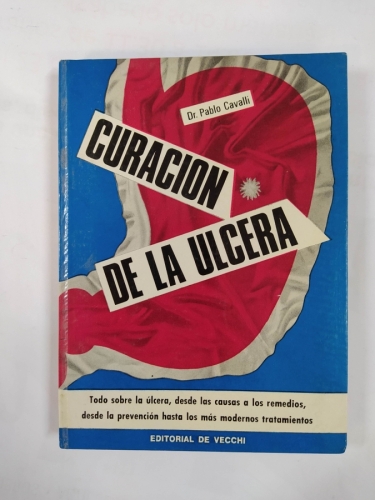 Dr. Pablo Cavalli
CURACION
DE LA ULCERA
Todo sobre la úlcera, desde las causas a los remedios,
desde la prevención hasta los más modernos tratamientos
EDITORIAL DE VECCHI